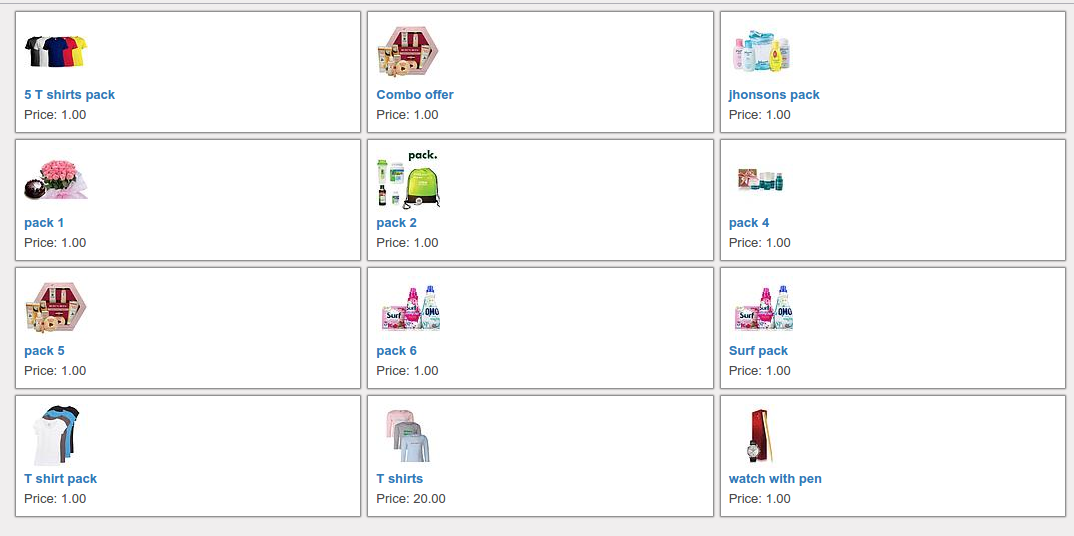 5 T shirts pack
Price: 1.00
Combo offer
Price: 1.00
jhonsons pack
Price: 1.00
pack 1
Price: 1.00
pack.
pack 2
Price: 1.00
pack 4
Price: 1.00
pack 5
Price: 1.00
Surf
Surf
OMO
pack 6
Price: 1.00
Surf
Surf
OMO
Surf pack
Price: 1.00
T shirt pack
Price: 1.00
T shirts
Price: 20.00
watch with pen
Price: 1.00